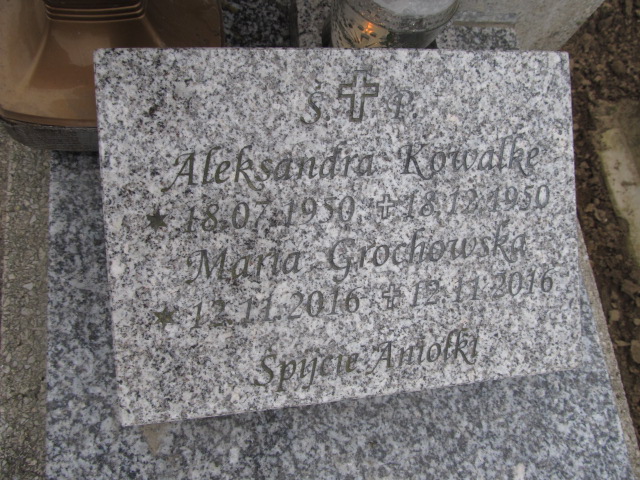 Ś. P.
Aleksandra Kowalke
* 18.07.1950 ✝ 18.12.1950
Maria Grochowska
* 12.11.2016 ✝ 12.11.2016
Śpijcie Aniołki